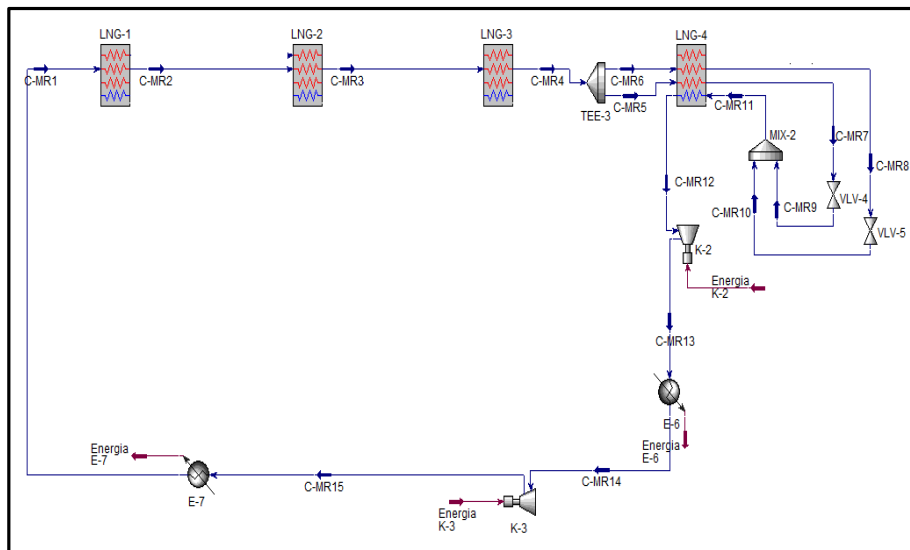 LNG-1
LNG-2
LNG-3
LNG-4
C-MR1
C-MR2
C-MR3
C-MR4
C-MR6
C-MR5
TEE-3
C-MR11
MIX-2
C-MR7
C-MR8
C-MR12
C-MR10
C-MR9
VLV-4
VLV-5
K-2
Energia
K-2
C-MR13
E-6
Energia
E-6
Energia
E-7
E-7
C-MR15
C-MR14
Energia
K-3
K-3